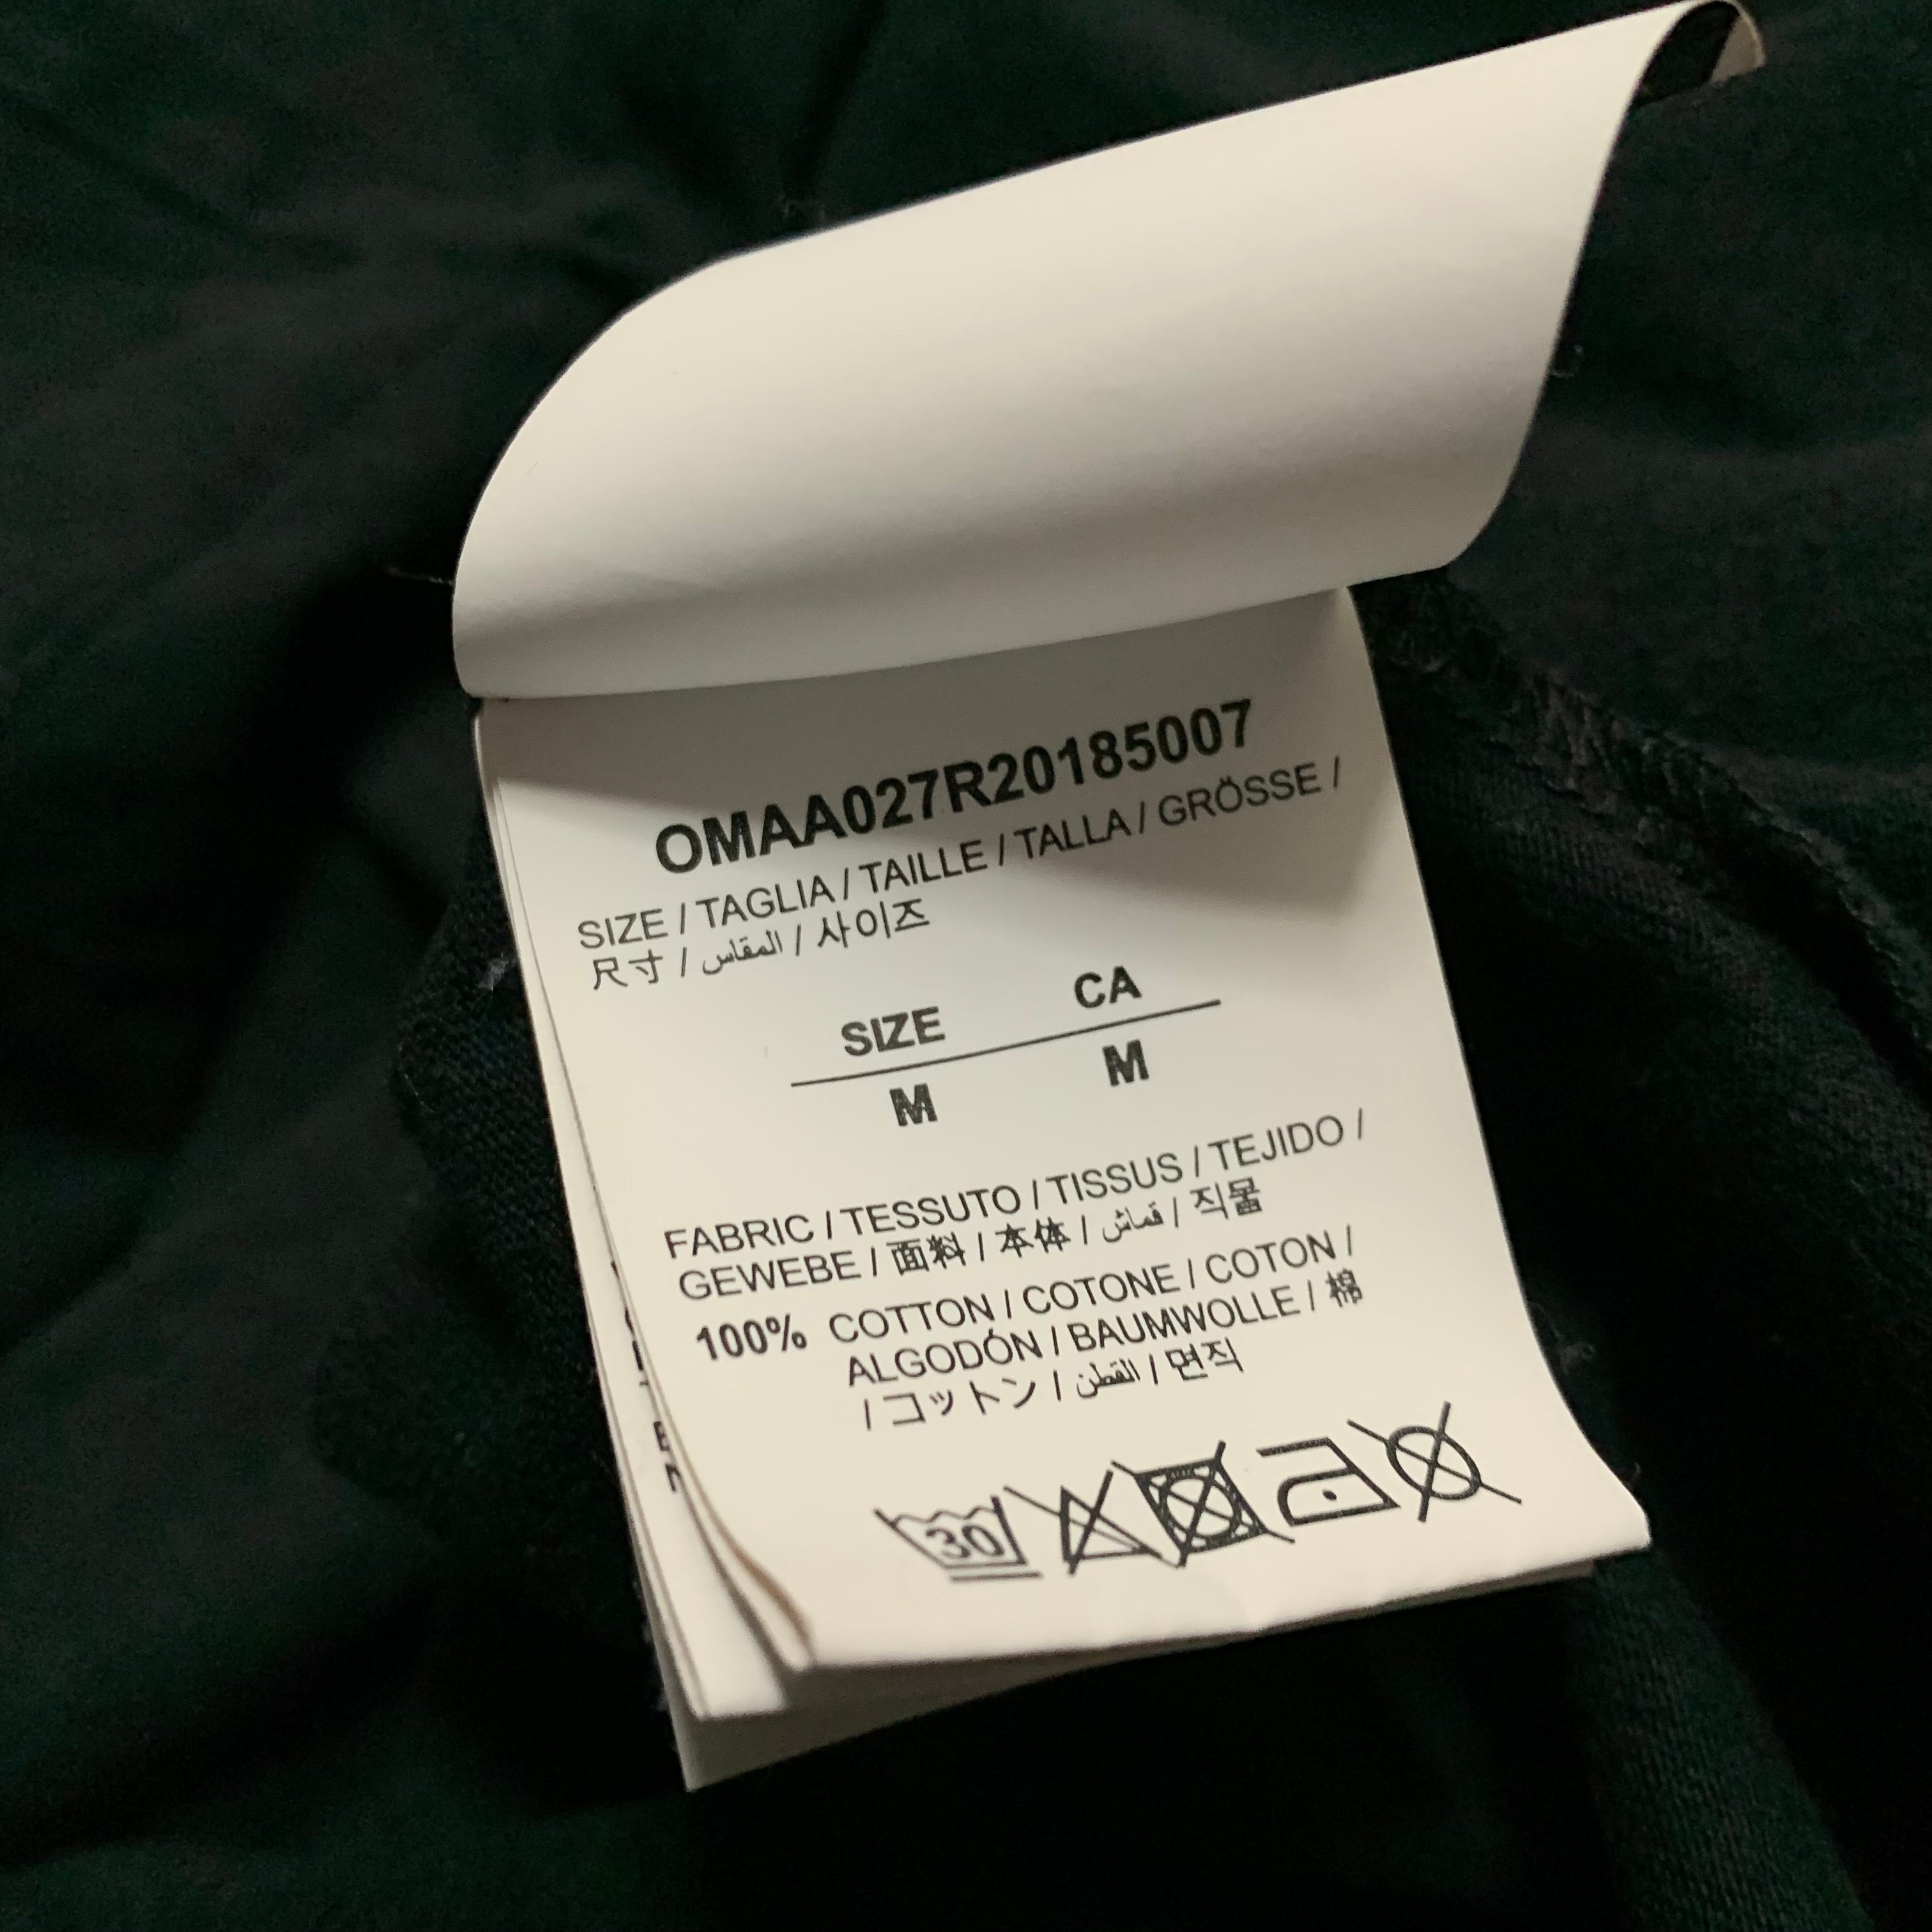 OMAA027R20185007
SIZE / TAGLIA / TAILLE / TALLA / GRÖSSE /
尺寸 / المقاس / 사이즈
SIZE CA
M M
FABRIC / TESSUTO / TISSUS / TEJIDO /
GEWEBE / 面料 / 本体 / قماش / 직물
100% COTTON / COTONE / COTON /
ALGODÓN / BAUMWOLLE / 棉
/ コットン / القطن / 면직
30